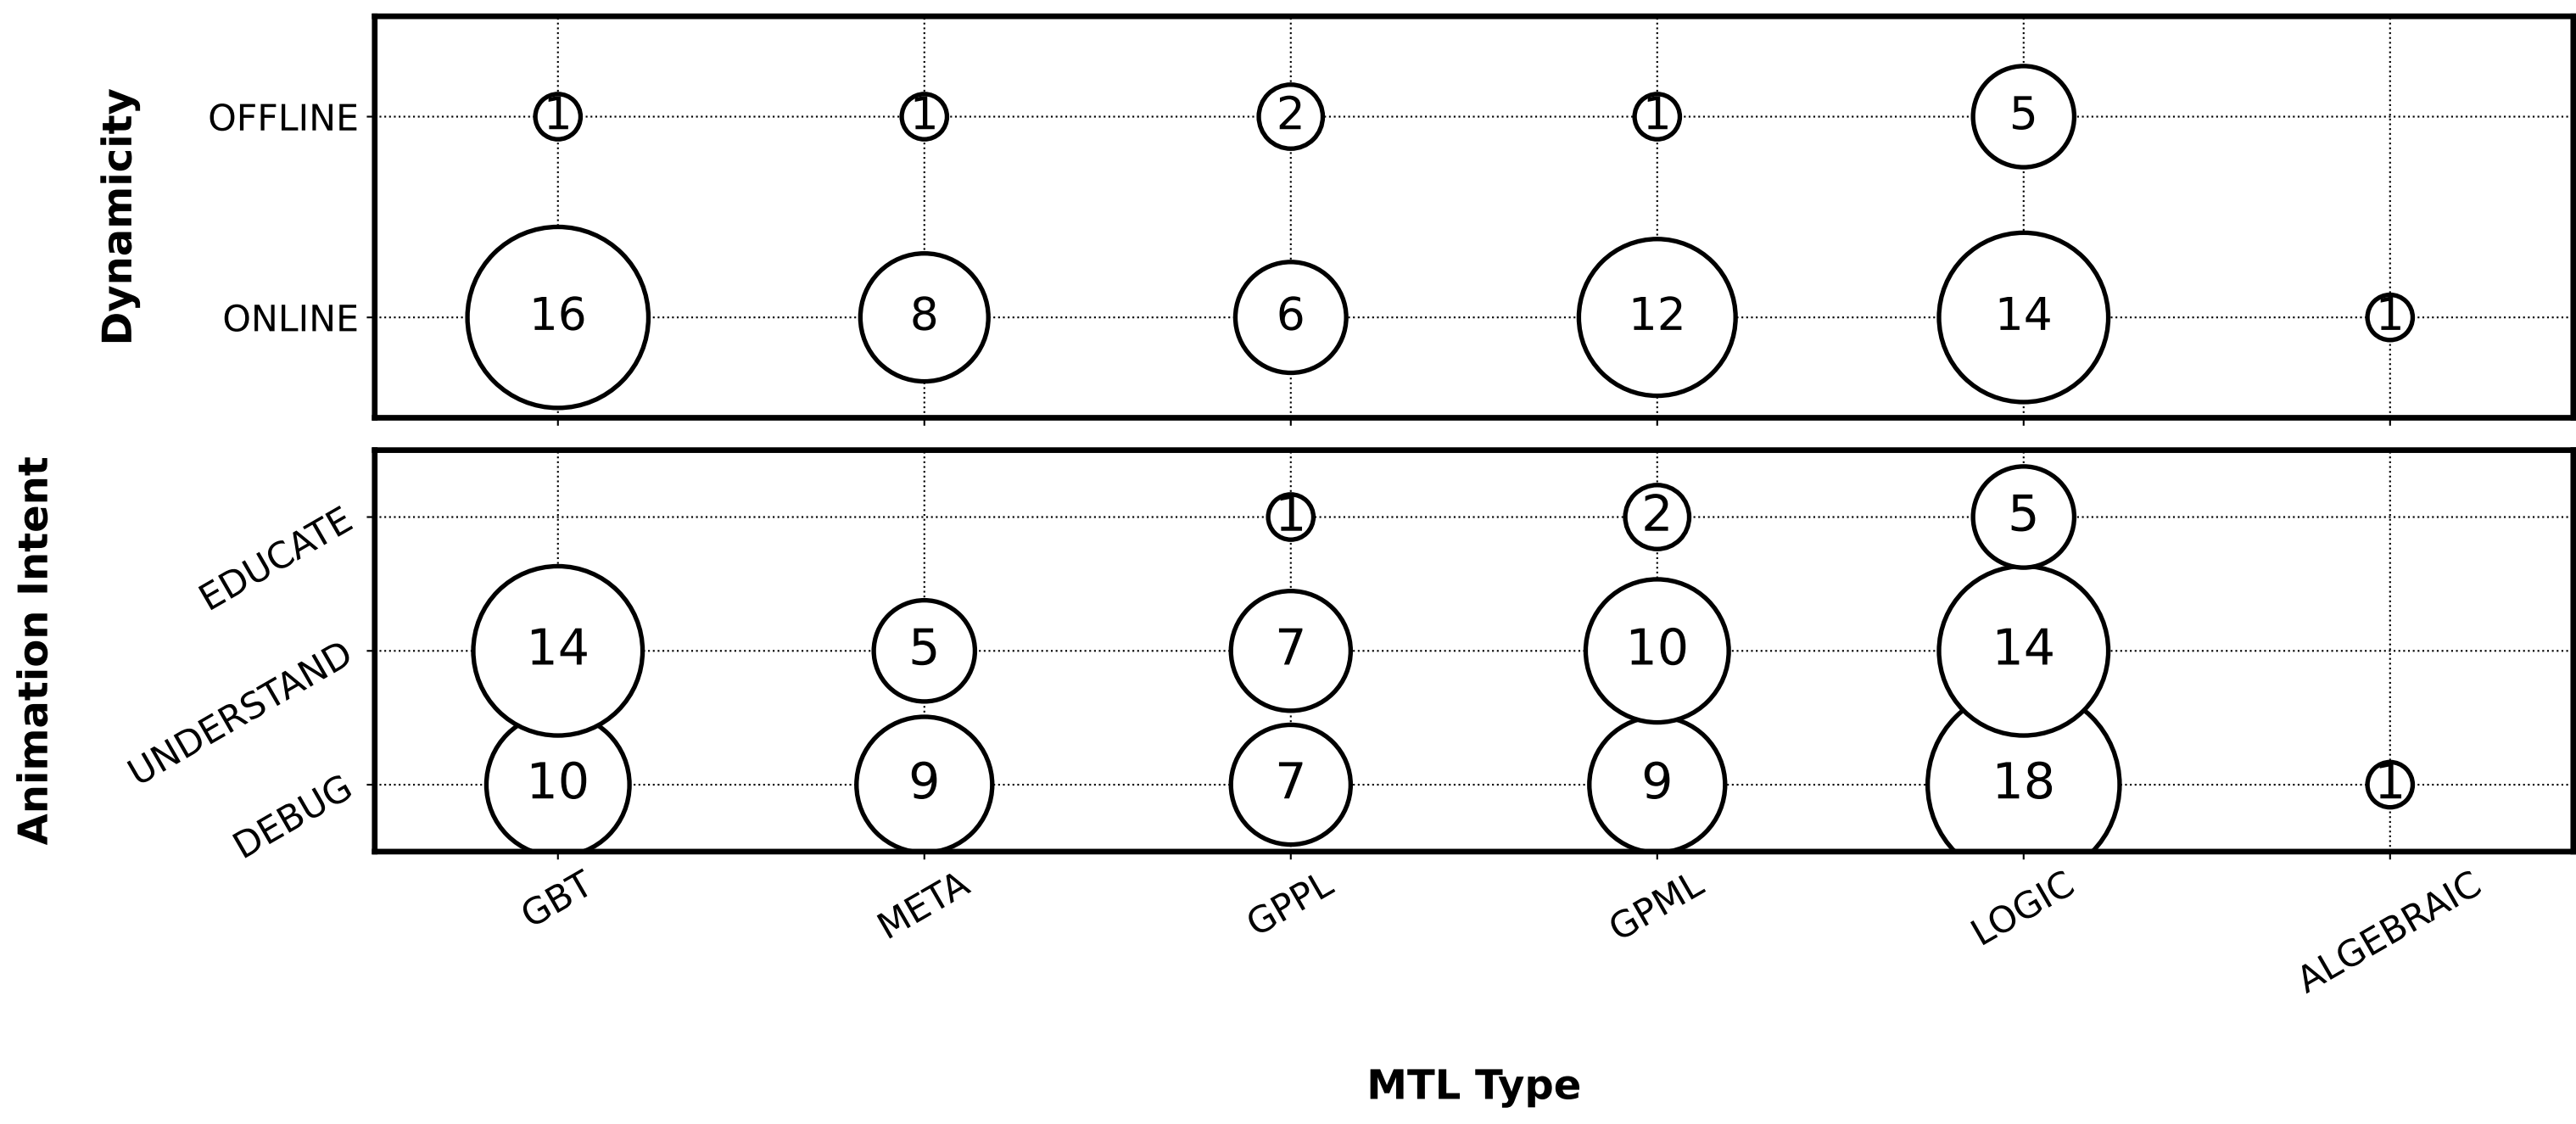 Dynamicity
OFFLINE 1 1 2 1 5
ONLINE 16 8 6 12 14 1
Animation Intent
EDUCATE 1 2 5
UNDERSTAND 14 5 7 10 14
DEBUG 10 9 7 9 18 1
GBT META GPPL GPML LOGIC ALGEBRAIC
MTL Type